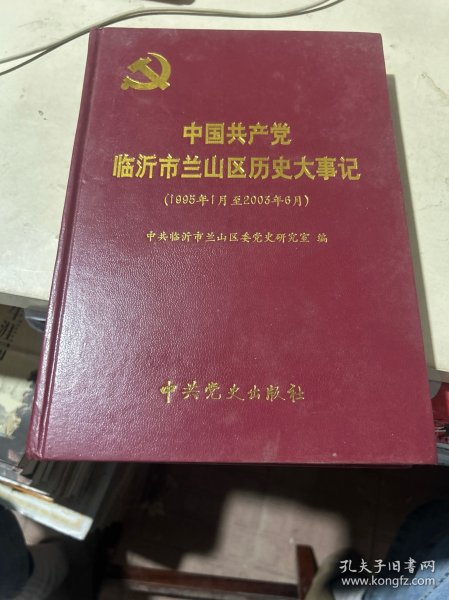 中国共产党
临沂市兰山区历史大事记
(1995年1月至2003年6月)
中共临沂市兰山区委党史研究室 编
中共党史出版社
孔夫子旧书网
www.kongfz.com